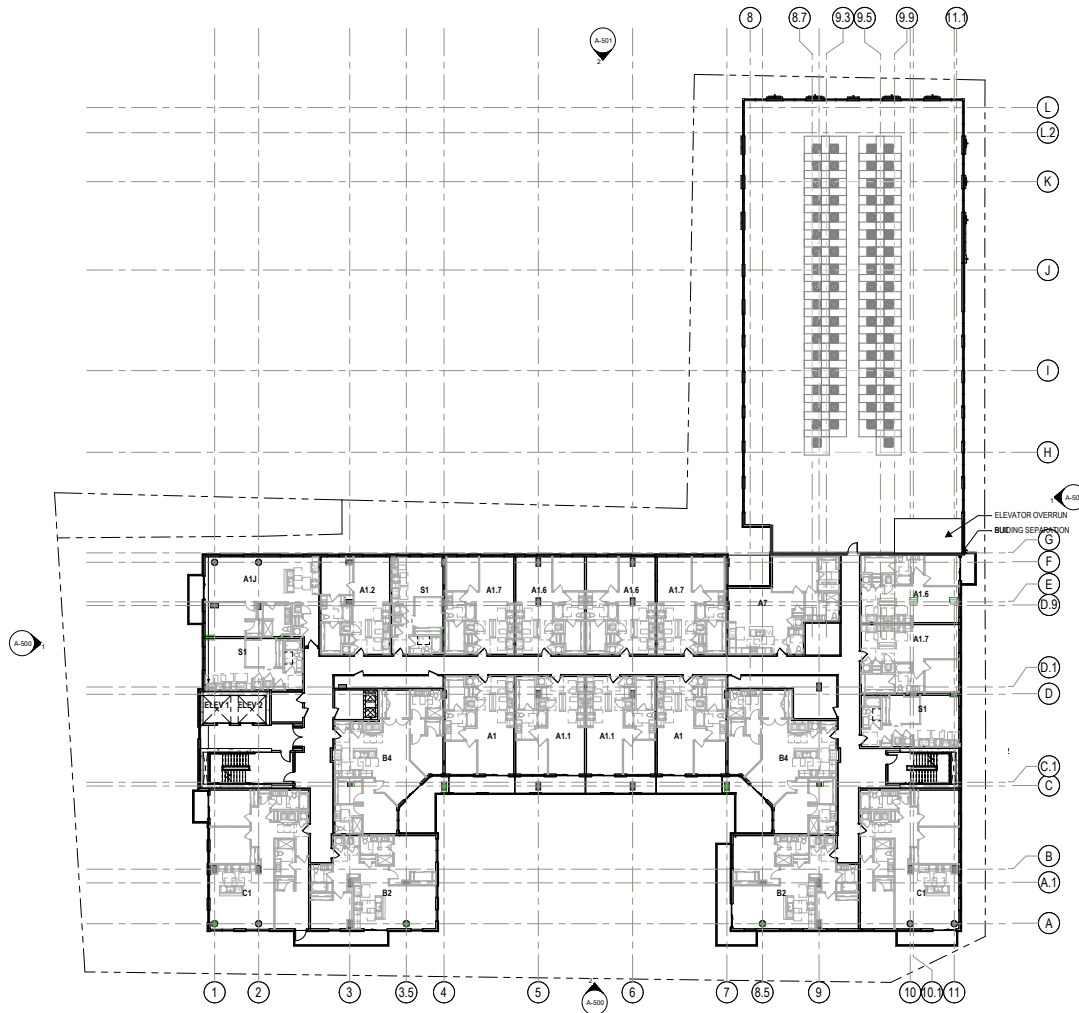 8
8.7
9.3
9.5
9.9
11.1
A-501
2
L
L.2
K
J
I
H
A-50
1
ELEVATOR OVERRUN
BUILDING SEPARATION
G
F
E
D.9
D.1
D
C.1
C
B
A.1
A
A-500
1
A1J
A1.2
S1
A1.7
A1.6
A1.6
A1.7
A7
A1.6
A1.7
S1
S1
ELEV 1
ELEV 2
B4
A1
A1.1
A1.1
A1
B4
C1
B2
B2
C1
1
2
3
3.5
4
5
6
7
8.5
9
10
10.1
11
2
A-500